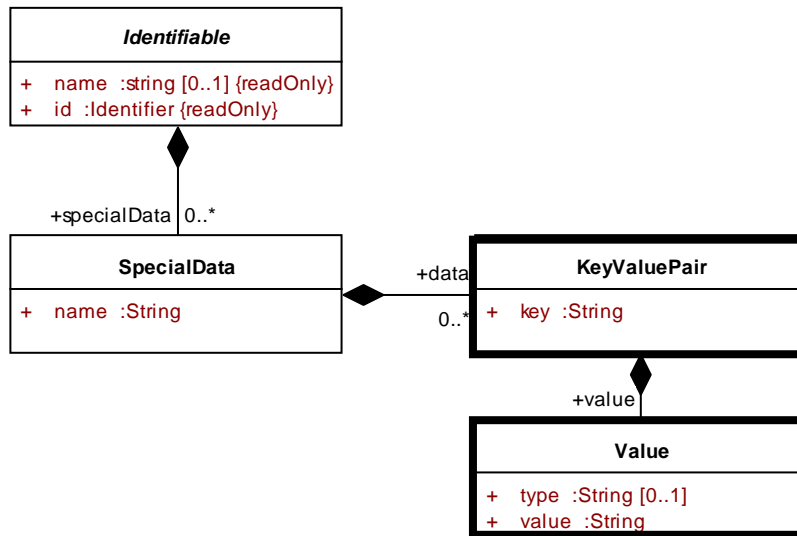 Identifiable
+ name :string [0..1] {readOnly}
+ id :Identifier {readOnly}
+specialData 0..*
SpecialData
+ name :String
+data
0..*
KeyValuePair
+ key :String
+value
Value
+ type :String [0..1]
+ value :String